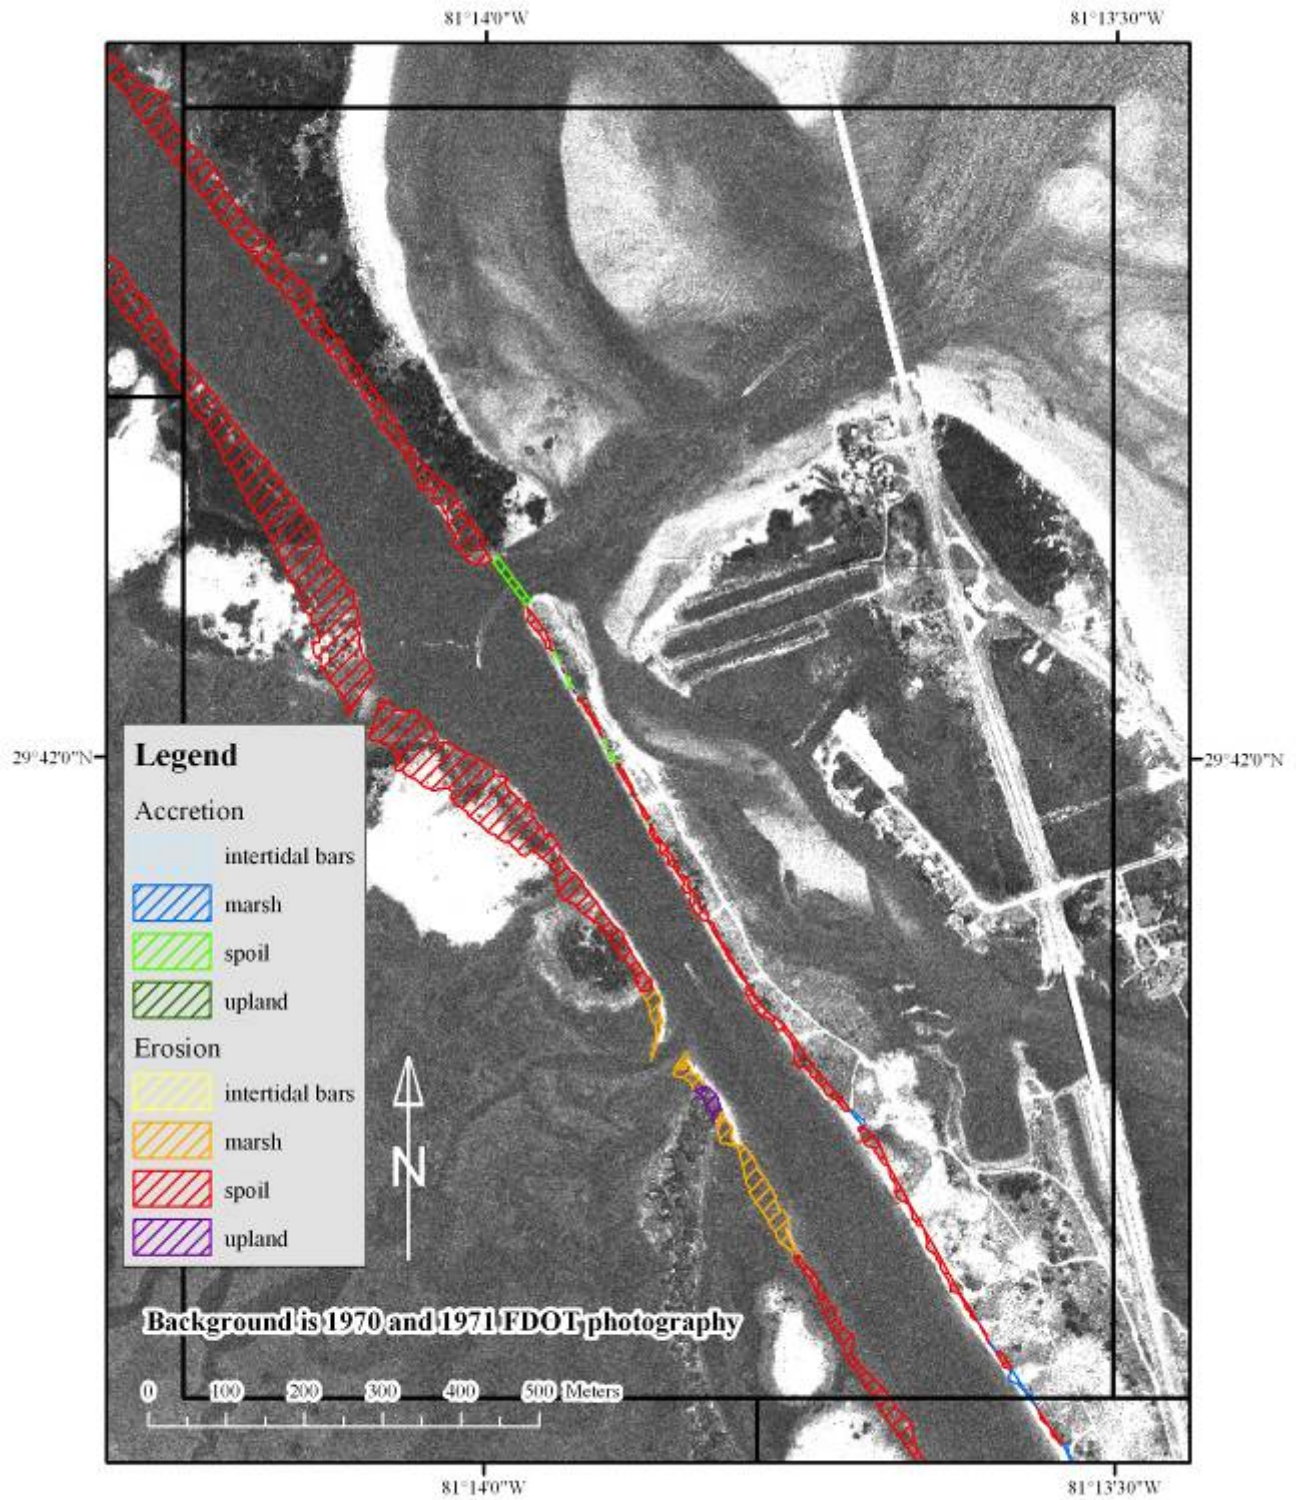 81°14'0"W
81°13'30"W
29°42'0"N
29°42'0"N
Legend
Accretion
intertidal bars
marsh
spoil
upland
Erosion
intertidal bars
marsh
spoil
upland
N
Background is 1970 and 1971 FDOT photography
0 100 200 300 400 500 Meters
81°14'0"W
81°13'30"W